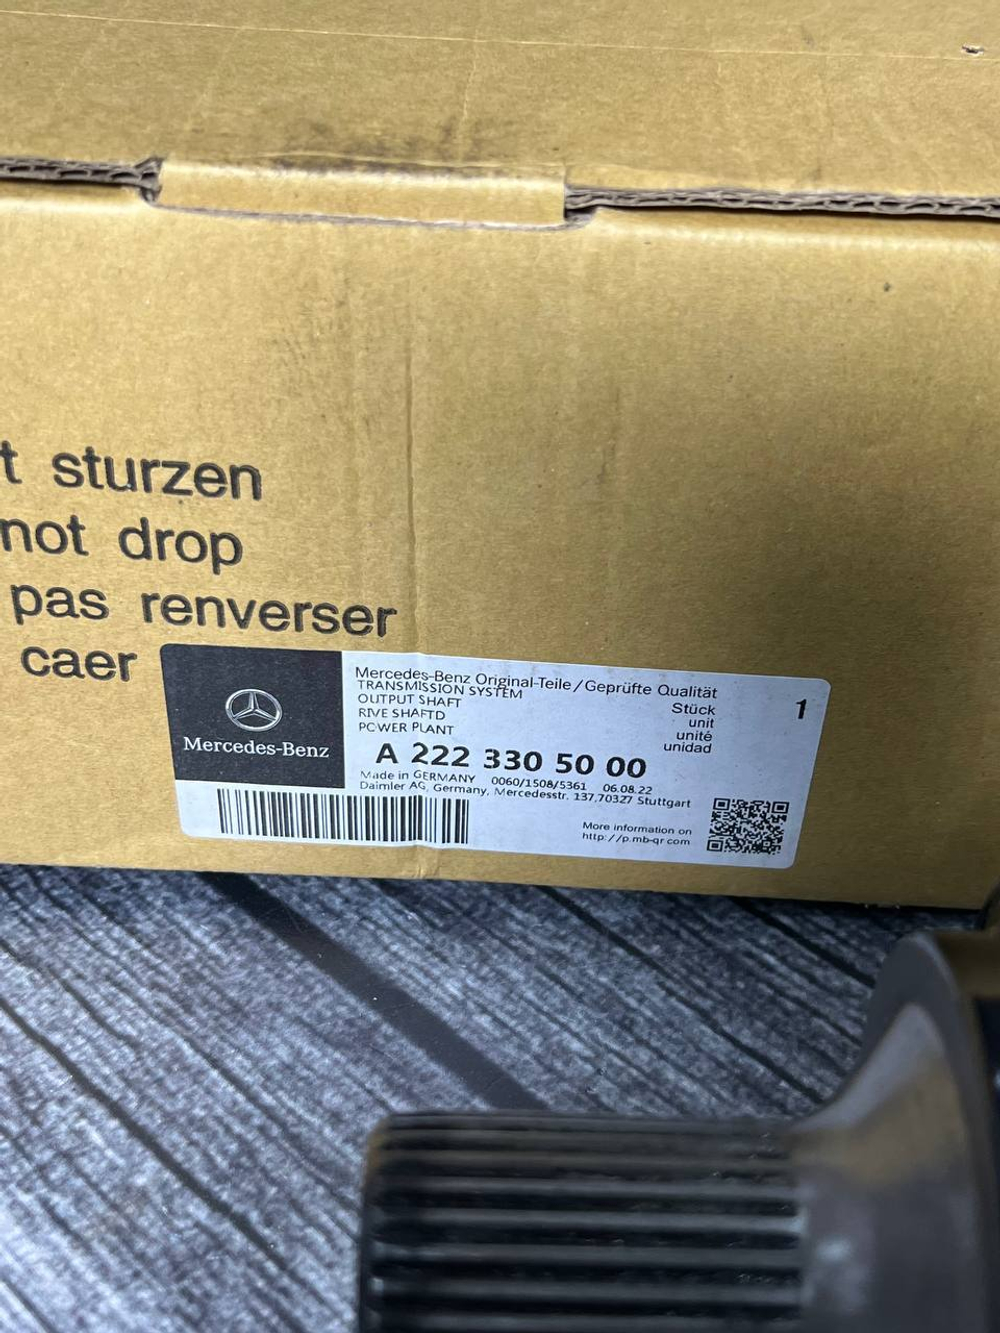 t sturzen
not drop
pas renverser
caer
Mercedes-Benz
Mercedes-Benz Original-Teile/Geprüfte Qualität
TRANSMISSION SYSTEM
OUTPUT SHAFT
RIVE SHAFTD
POWER PLANT
Stück
unit
unité
unidad
1
A 222 330 50 00
Made in GERMANY 0060/1508/5361 06.08.22
Daimler AG, Germany, Mercedesstr. 137,70327 Stuttgart
More information on
http://p.mb-qr.com